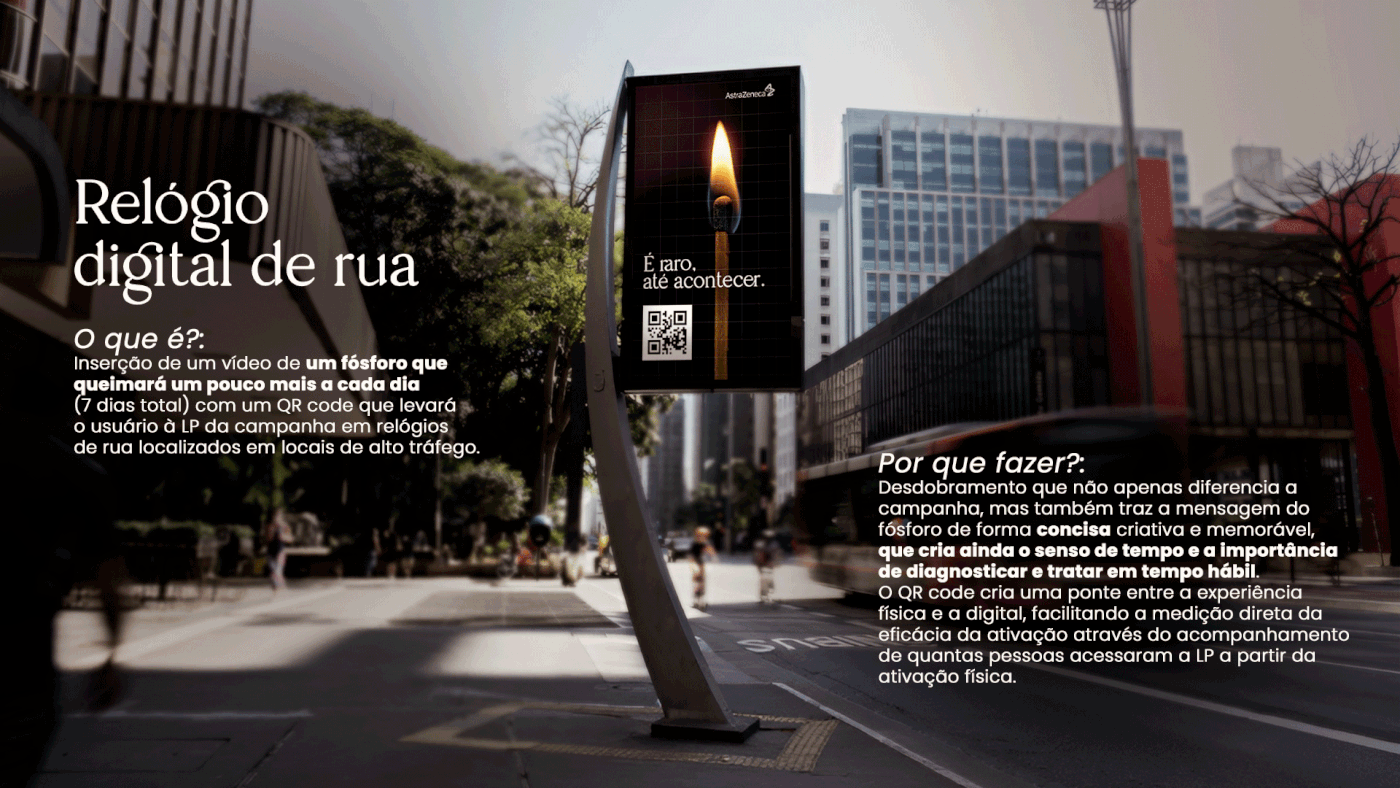 Relógio
digital de rua
O que é?:
Inserção de um vídeo de um fósforo que
queimará um pouco mais a cada dia
(7 dias total) com um QR code que levará
o usuário à LP da campanha em relógios
de rua localizados em locais de alto tráfego.
AstraZeneca
É raro,
até acontecer.
Por que fazer?:
Desdobramento que não apenas diferencia a
campanha, mas também traz a mensagem do
fósforo de forma concisa criativa e memorável,
que cria ainda o senso de tempo e a importância
de diagnosticar e tratar em tempo hábil.
O QR code cria uma ponte entre a experiência
física e a digital, facilitando a medição direta da
eficácia da ativação através do acompanhamento
de quantas pessoas acessaram a LP a partir da
ativação física.